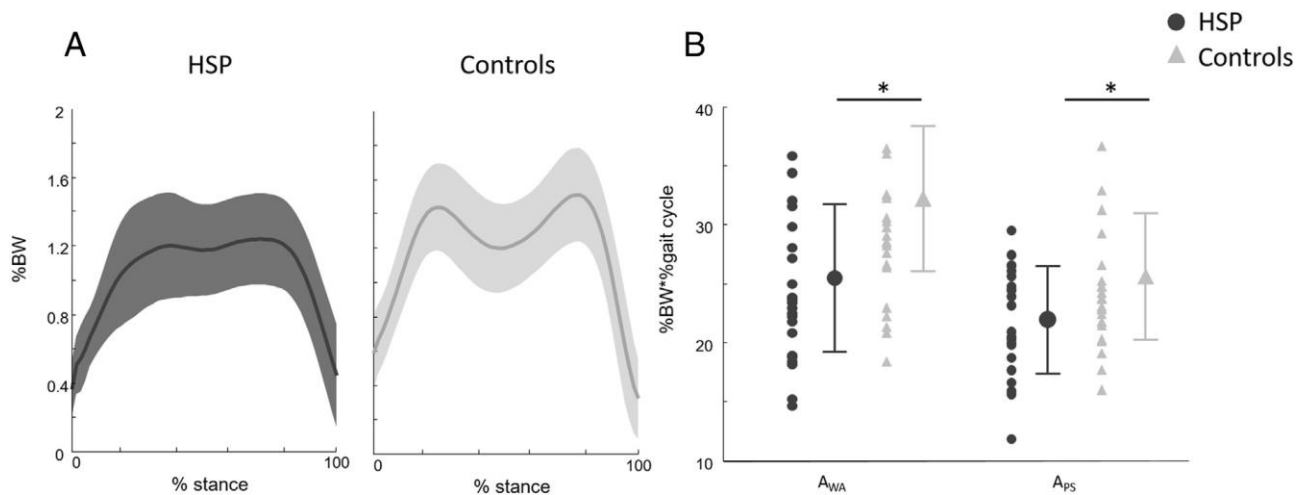 A
HSP
Controls
%BW
2
1.6
1.2
0.8
0.4
0
0
100
% stance
0
100
% stance
B
HSP
Controls
*
*
%BW*%gait cycle
40
30
20
10
AWA
APS